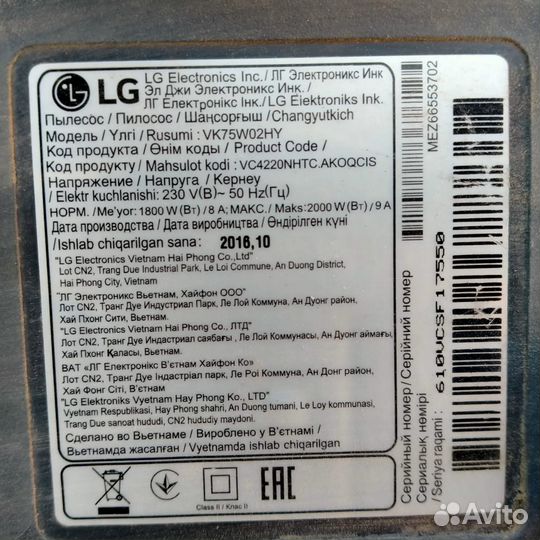 LG
LG Electronics Inc./ ЛГ Электроникс Инк
Эл Джи Электроникс Инк./
ЛГ Електронікс Інк./ LG Elektroniks Ink.
Пылесос / Пилосос / Шаңсорғыш / Changyutkich
Модель / Үлгі / Rusumi : VK75W02HY
Код продукта / Өнім коды / Product Code /
Код продукту / Mahsulot kodi : VC4220NHTC.AKOQCIS
Напряжение / Напруга / Кернеу
/ Elektr kuchlanishi: 230 V(В)~ 50 Hz(Гц)
НОРМ. / Me'yor: 1800 W(Вт) / 8 A; МАКС./ Maks: 2000 W(Вт) / 9 A
Дата производства / Дата виробництва / Өндірілген күні
/ Ishlab chiqarilgan sana: 2016,10
"LG Electronics Vietnam Hai Phong Co.,Ltd"
Lot CN2, Trang Due Industrial Park, Le Loi Commune, An Duong District,
Hai Phong City, Vietnam
"ЛГ Электроникс Вьетнам, Хайфон ООО"
Лот CN2, Транг Дуе Индустриал Парк, Ле Лой Коммуна, Ан Дуонг район,
Хай Пхонг Сити, Вьетнам
"LG Electronics Vietnam Hai Phong Co., ЛТД"
Лот CN2, Транг Дуе Индустриал саябағы, Ле Лой Коммуна, Ан Дуонг аймағы,
Хай Пхонг Қаласы, Вьетнам
ВАТ «ЛГ Електронікс В'єтнам Хайфон Ко»
Лот CN2, Транг Дуе Індастріал парк, Ле Рої Коммуна, Ан Дуонг район,
Хай Фонг Сіті, В'єтнам
"LG Elektroniks Vyetnam Hay Phong Ko., LTD"
Vyetnam Respublikasi, Hay Phong shahri, An Duong tumani, Le Loy kommunasi,
Trang Due sanoat hududi, CN2 hududiy maydoni.
Сделано во Вьетнаме / Вироблено у В'єтнамі /
Вьетнамда жасалған / Vyetnamda ishlab chiqarilgan
Class II / Клас II
EAC
MEZ66553702
610VCSF17550
Серийный номер / Серійний номер
Сериалық нөмірі
/ Seriya raqami :
Avito